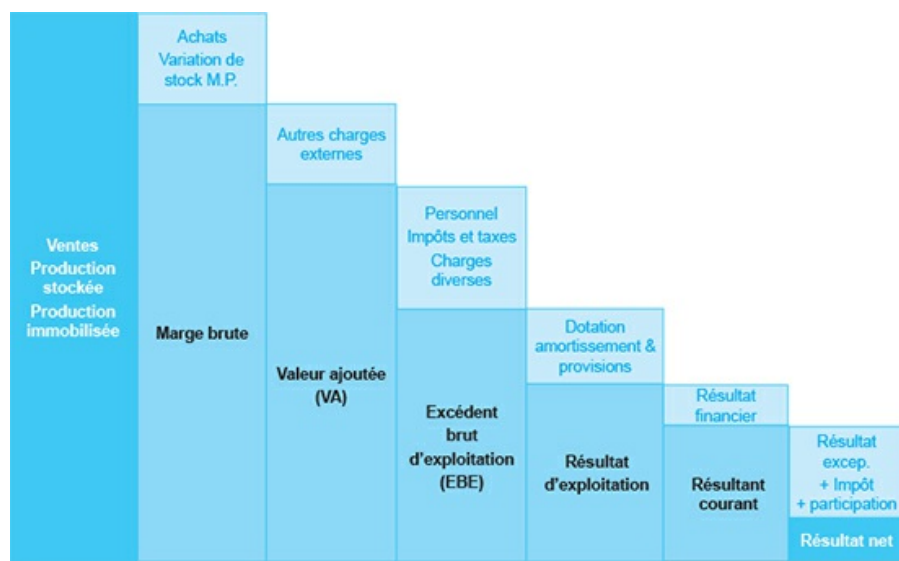 Ventes
Production
stockée
Production
immobilisée
Achats
Variation de
stock M.P.
Marge brute
Autres charges
externes
Valeur ajoutée
(VA)
Personnel
Impôts et taxes
Charges
diverses
Excédent
brut
d'exploitation
(EBE)
Dotation
amortissement &
provisions
Résultat
d'exploitation
Résultat
financier
Résultant
courant
Résultat
excep.
+ Impôt
+ participation
Résultat net